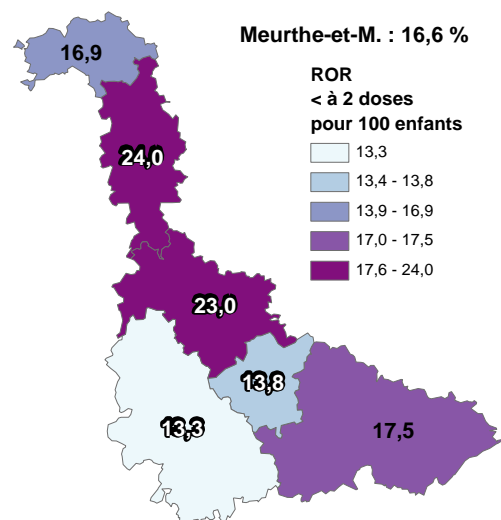 Meurthe-et-M. : 16,6 %
16,9
ROR
< à 2 doses
pour 100 enfants
13,3
13,4 - 13,8
13,9 - 16,9
17,0 - 17,5
17,6 - 24,0
24,0
23,0
13,8
13,3
17,5